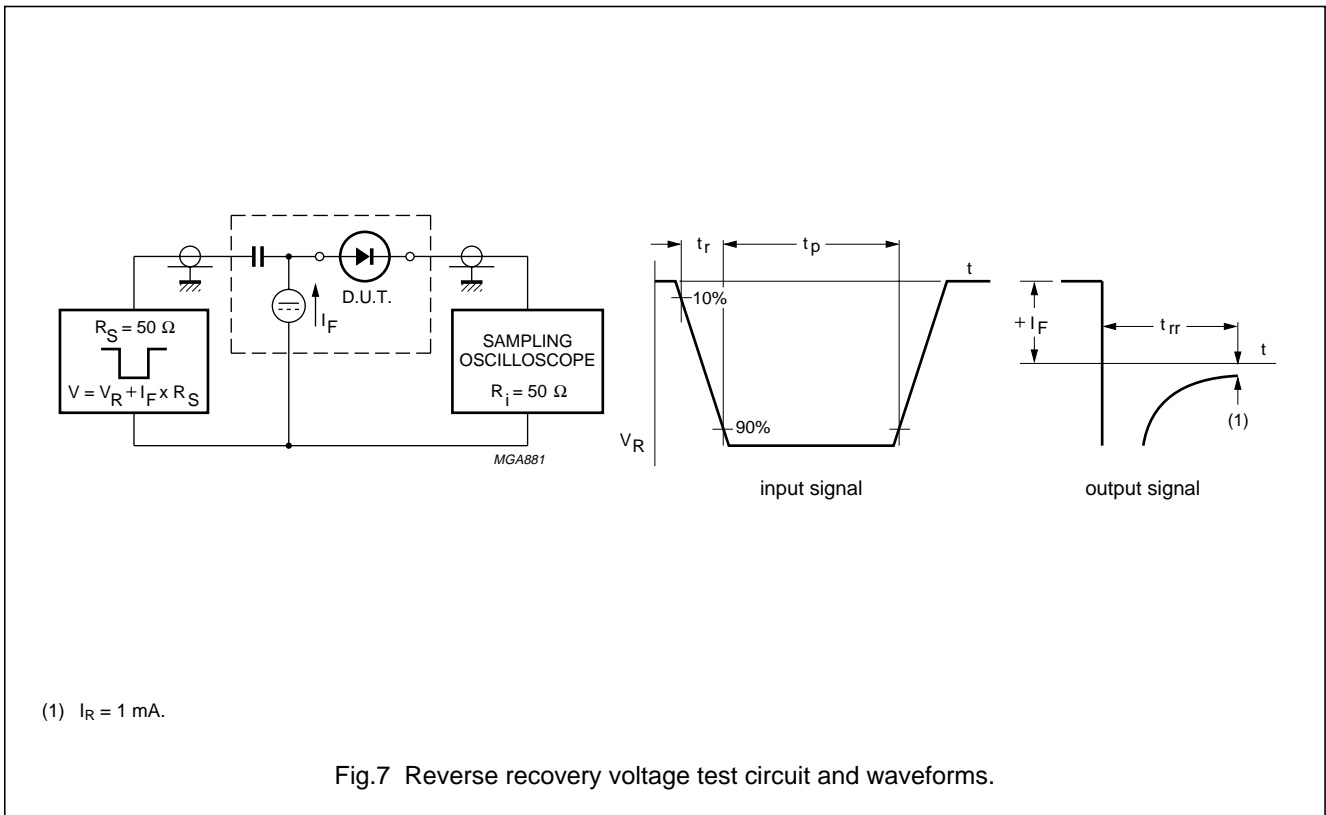 D.U.T.
I_F
R_S = 50 Ω
V = V_R + I_F x R_S
SAMPLING
OSCILLOSCOPE
R_i = 50 Ω
MGA881
t_r
t_p
t
10%
90%
V_R
input signal
+ I_F
t_rr
t
(1)
output signal
(1) I_R = 1 mA.
Fig.7 Reverse recovery voltage test circuit and waveforms.